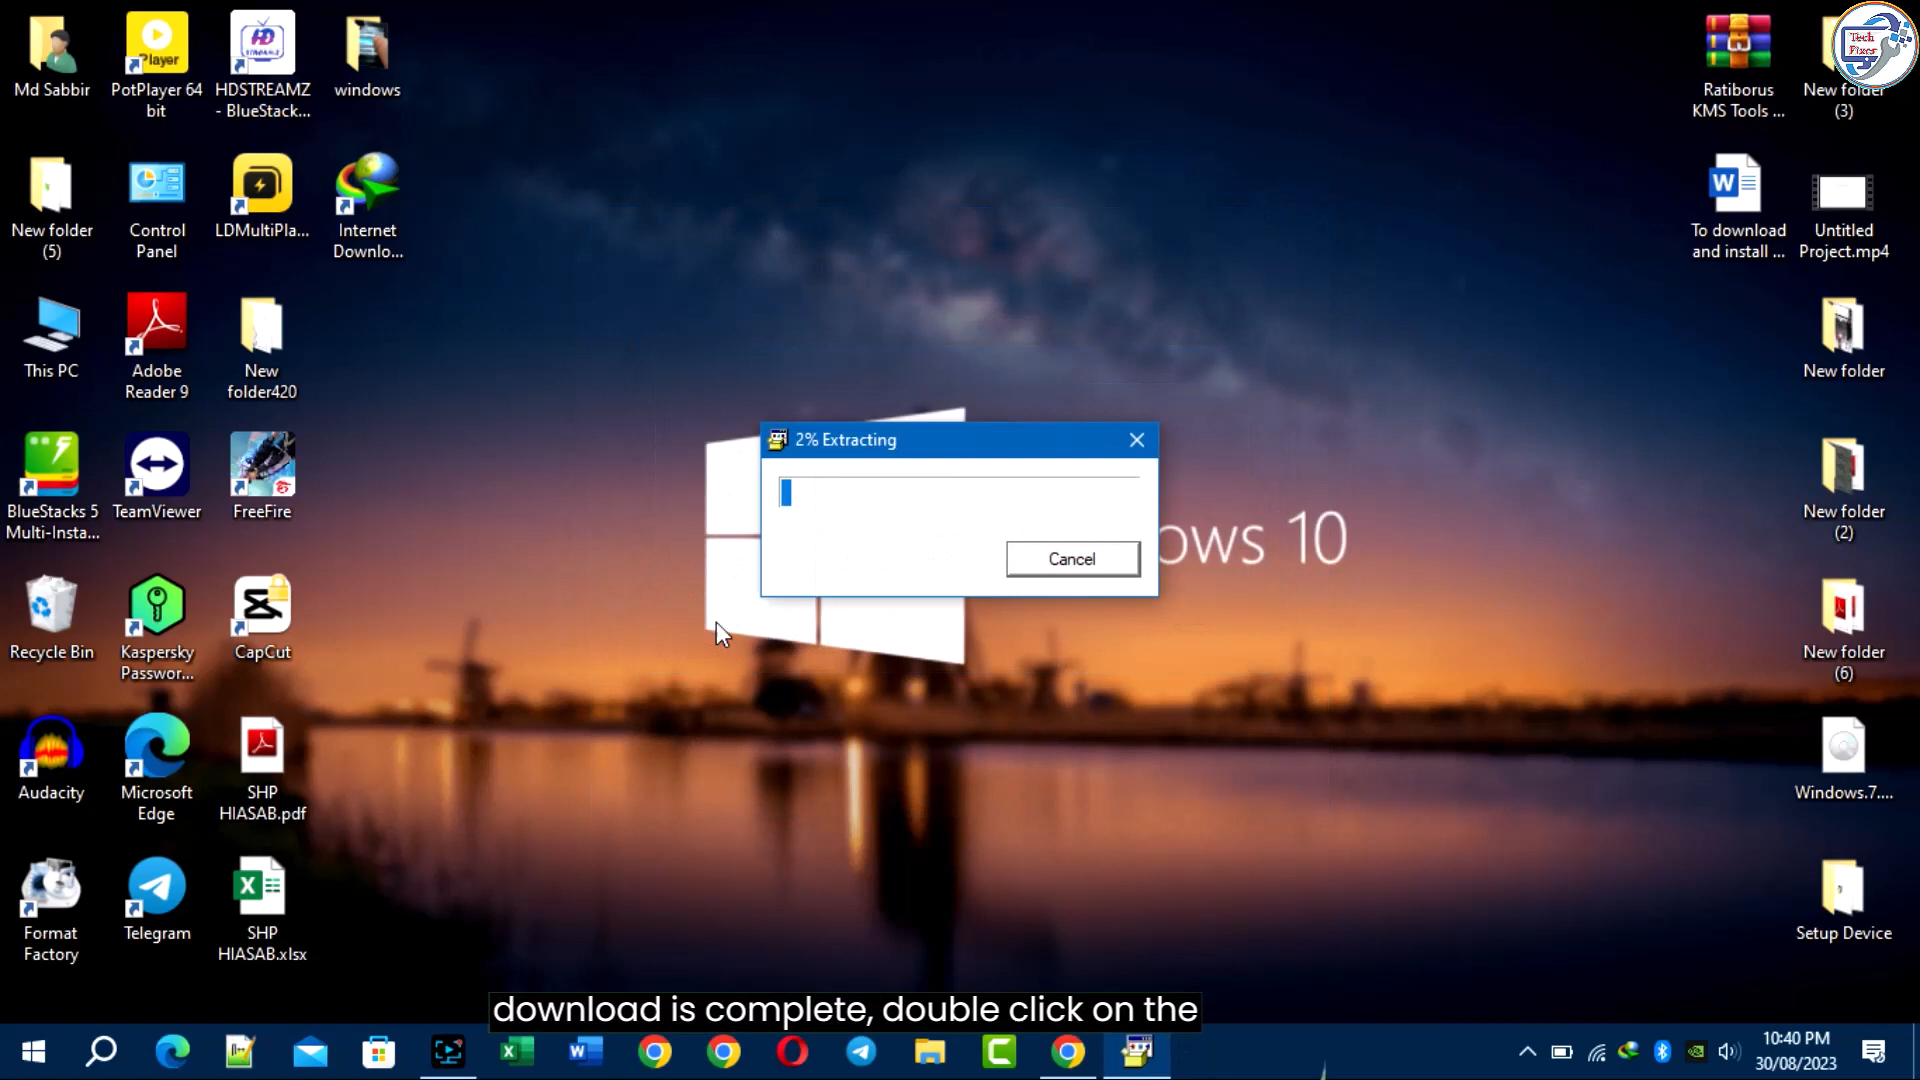 Md Sabbir
PotPlayer 64
bit
HDSTREAMZ
- BlueStack...
windows
New folder
(5)
Control
Panel
LDMultiPla...
Internet
Downlo...
This PC
Adobe
Reader 9
New
folder420
BlueStacks 5
Multi-Insta...
TeamViewer
FreeFire
Recycle Bin
Kaspersky
Passwor...
CapCut
Audacity
Microsoft
Edge
SHP
HIASAB.pdf
Format
Factory
Telegram
SHP
HIASAB.xlsx
Player
HD
STREAMZ
2% Extracting
Cancel
ows 10
Ratiborus
KMS Tools ...
New folder
(3)
Tech
Fixer
To download
and install ...
Untitled
Project.mp4
New folder
New folder
(2)
New folder
(6)
Windows.7....
Setup Device
download is complete, double click on the
10:40 PM
30/08/2023